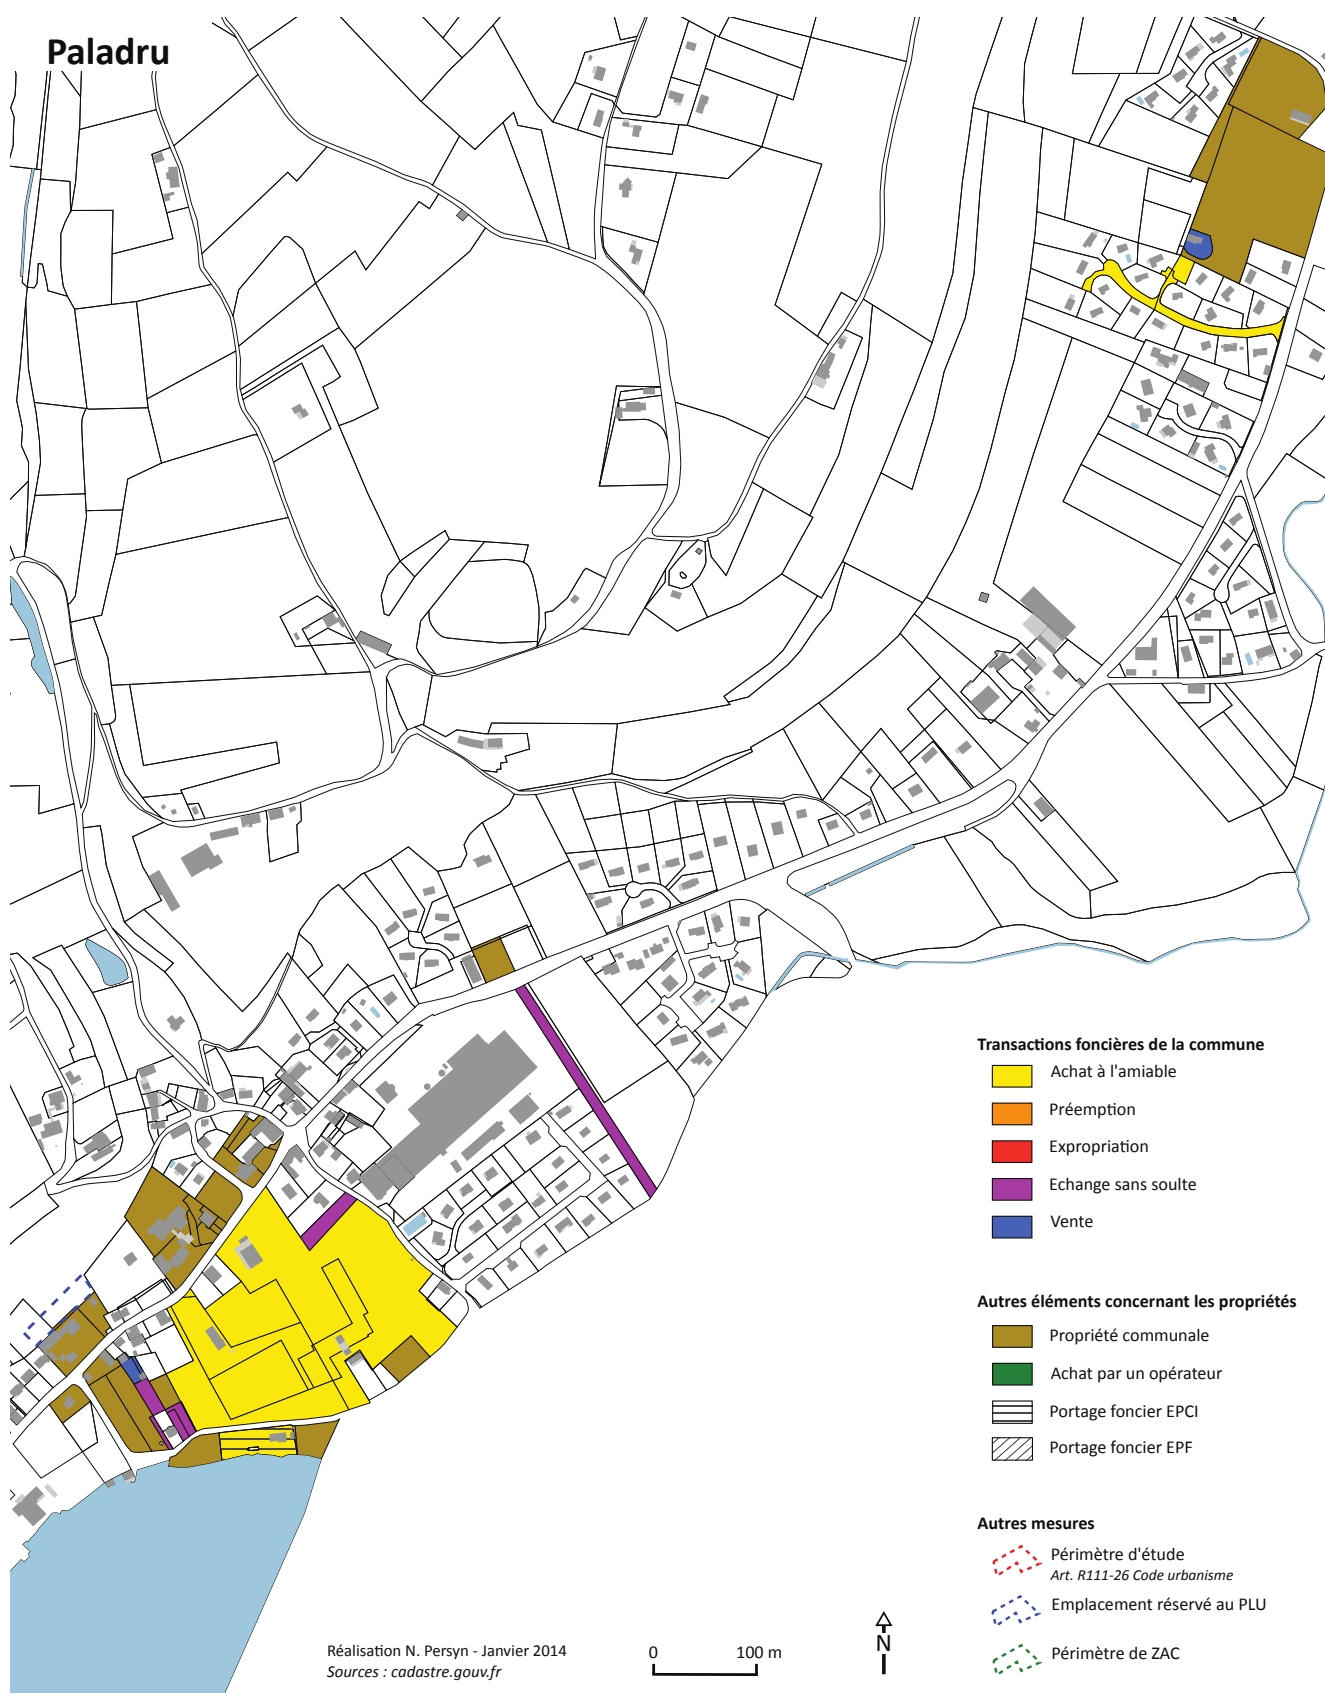 Paladru
Transactions foncières de la commune
Achat à l'amiable
Préemption
Expropriation
Echange sans soulte
Vente
Autres éléments concernant les propriétés
Propriété communale
Achat par un opérateur
Portage foncier EPCI
Portage foncier EPF
Autres mesures
Périmètre d'étude
Art. R111-26 Code urbanisme
Emplacement réservé au PLU
Périmètre de ZAC
Réalisation N. Persyn - Janvier 2014
Sources : cadastre.gouv.fr
0 100 m
N